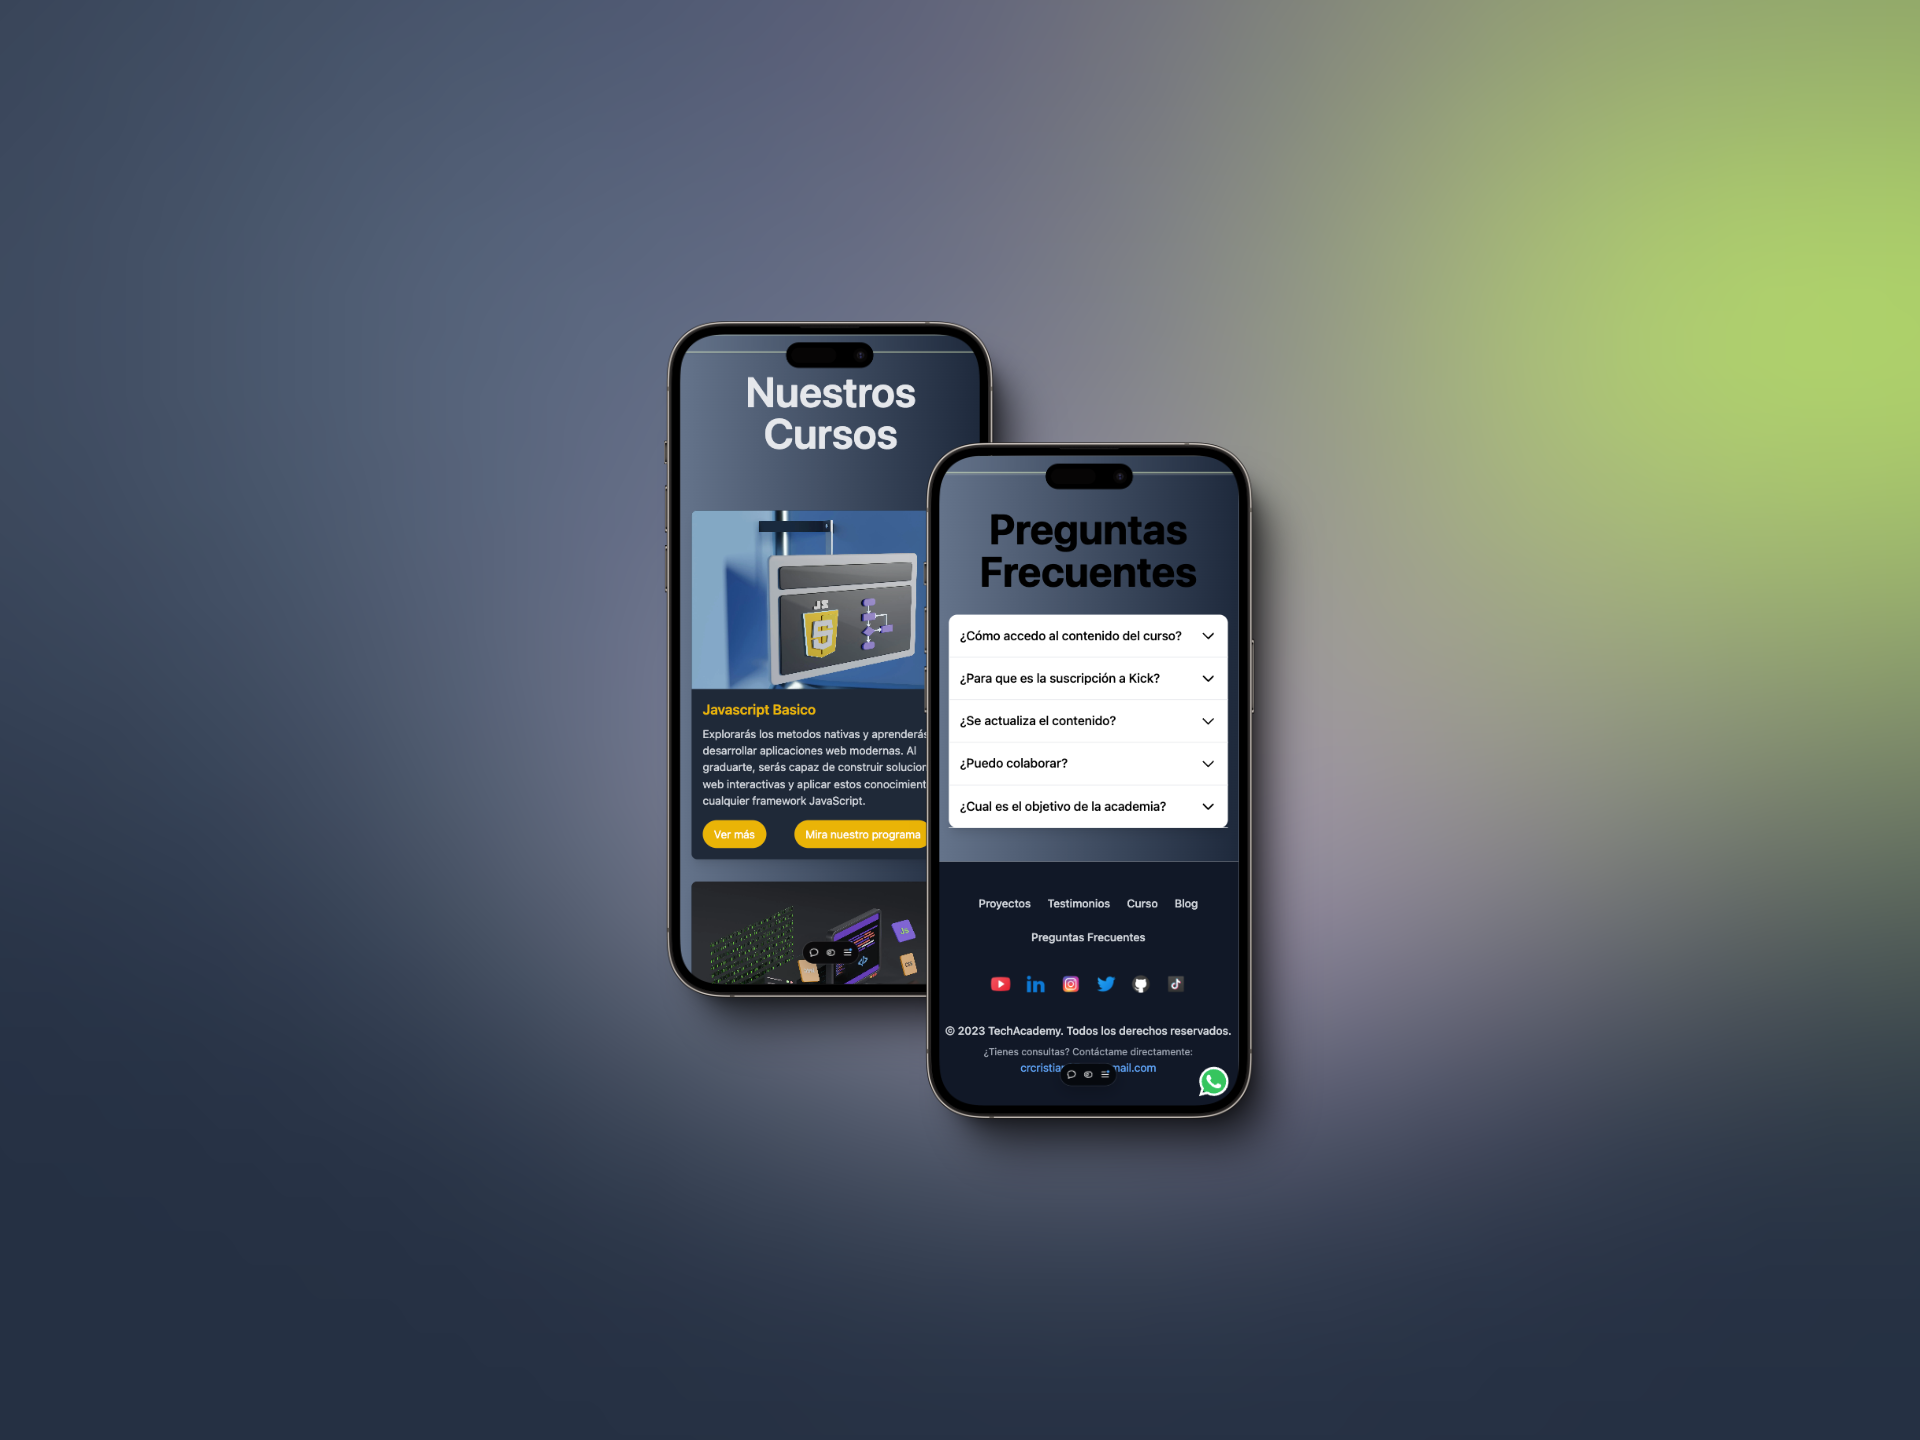 Nuestros
Cursos
JS
Javascript Basico
Explorarás los metodos nativas y aprenderás
desarrollar aplicaciones web modernas. Al
graduarte, serás capaz de construir
web interactivas y aplicar estos
cualquier framework JavaScript.
Ver más
Mira nuestro programa
Js
Preguntas
Frecuentes
¿Cómo accedo al contenido del curso?
¿Para que es la suscripción a Kick?
¿Se actualiza el contenido?
¿Puedo colaborar?
¿Cual es el objetivo de la academia?
Proyectos Testimonios Curso Blog
Preguntas Frecuentes
© 2023 TechAcademy. Todos los derechos reservados.
¿Tienes consultas? Contáctame directamente:
crcristia mail.com